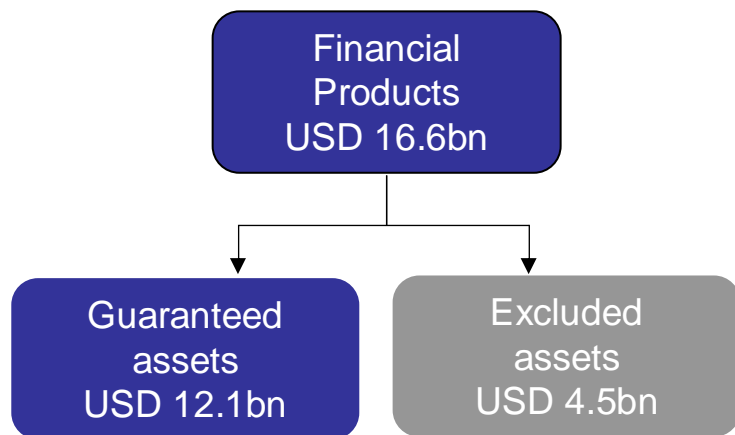 Financial
Products
USD 16.6bn
Guaranteed
assets
USD 12.1bn
Excluded
assets
USD 4.5bn